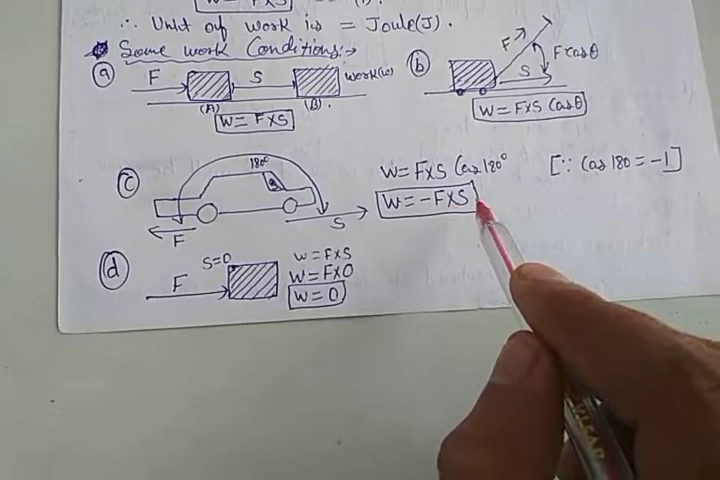 W = F×S
∴ Unit of work is = Joule(J).
Some work Conditions:→
(a) F S work(w)
(A) (B).
W = F×S
(b) F F cosθ
S
W = F×S Cosθ
(c) 180°
F S
W = F×S Cos 180° [∵ Cos 180 = -1]
W = -F×S
(d) S=0
F
W = F×S
W = F×0
W = 0